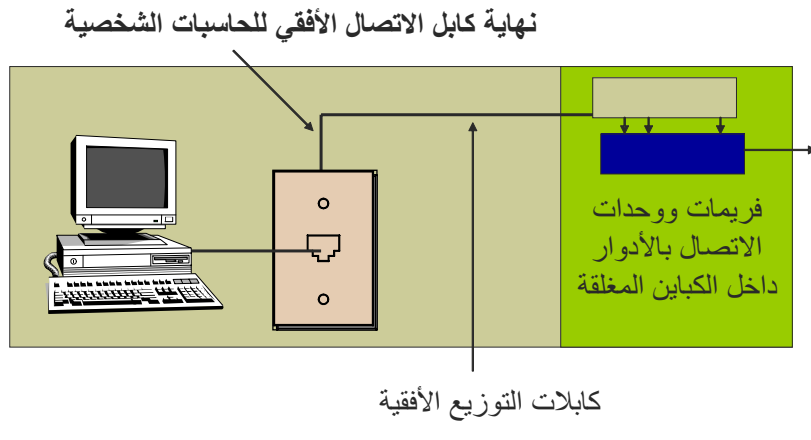 نهاية كابل الاتصال الأفقي للحاسبات الشخصية
فريمات ووحدات
الاتصال بالأدوار
داخل الكباين المغلقة
كابلات التوزيع الأفقية